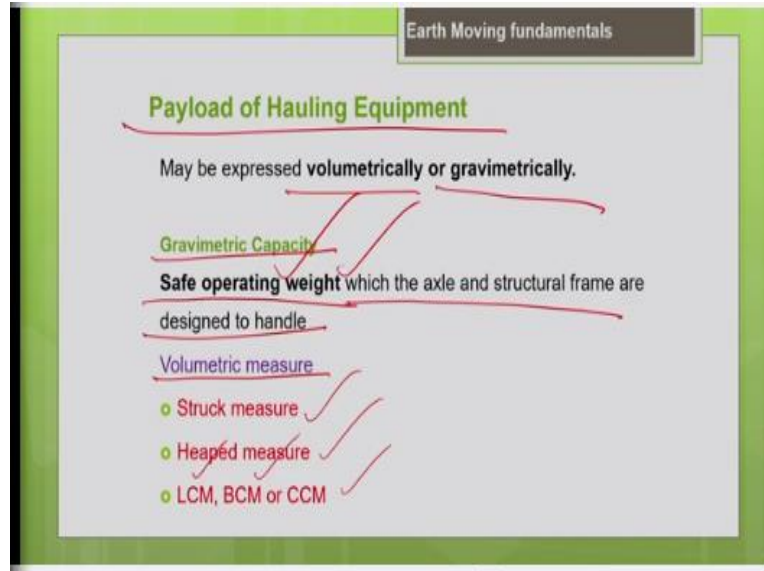 Earth Moving fundamentals
Payload of Hauling Equipment
May be expressed volumetrically or gravimetrically.
Gravimetric Capacity
Safe operating weight which the axle and structural frame are
designed to handle
Volumetric measure
Struck measure
Heaped measure
LCM, BCM or CCM